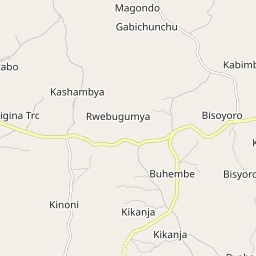 Magondo
Gabichunchu
Kabimb
abo
Kashambya
igina Trc
Rwebugumya
Bisoyoro
Buhembe
Bisyoro
Kinoni
Kikanja
Kikanja